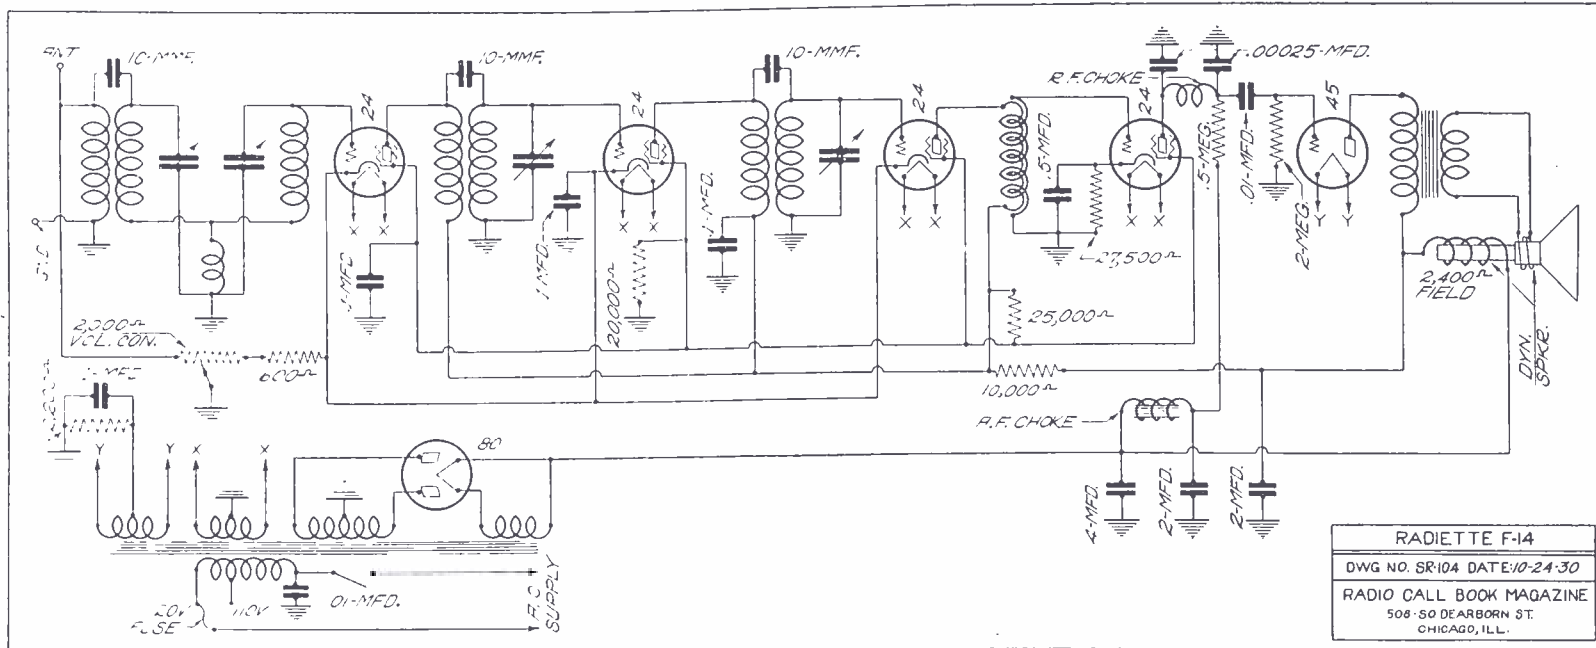 ANT
10-MMF.
10-MMF.
10-MMF.
.00025-MFD.
R.F.CHOKE
24
24
24
24
45
.5-MFD.
.5-MEG.
.01-MFD.
2-MEG.
.1-MFD
.1 MFD.
.1-MFD.
20,000Ω
27,500Ω
25,000Ω
10,000Ω
2,400Ω
FIELD
DYN.
SPKR.
2,000Ω
VOL. CON.
600Ω
X X
X X
X X
X X
Y Y
Y Y X X
80
A.F. CHOKE
4-MFD.
2-MFD.
2-MFD.
110V
FUSE
01-MFD.
A.C.
SUPPLY
RADIETTE F-14
DWG NO. SR-104 DATE:10-24-30
RADIO CALL BOOK MAGAZINE
508-SO DEARBORN ST.
CHICAGO, ILL.